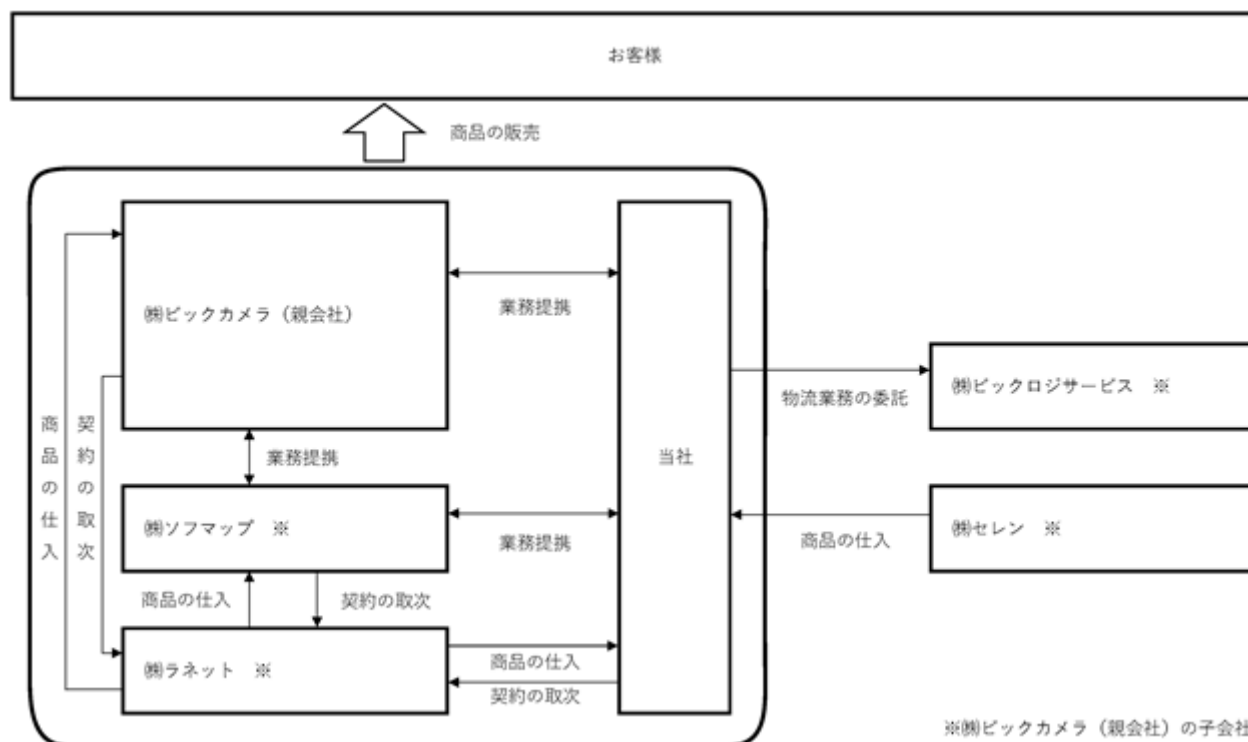 お客様
商品の販売
㈱ビックカメラ（親会社）
業務提携
物流業務の委託
㈱ビックロジサービス　※
商品の仕入
契約の取次
業務提携
当社
㈱ソフマップ　※
業務提携
商品の仕入
㈱セレン　※
商品の仕入
契約の取次
㈱ラネット　※
商品の仕入
契約の取次
※㈱ビックカメラ（親会社）の子会社